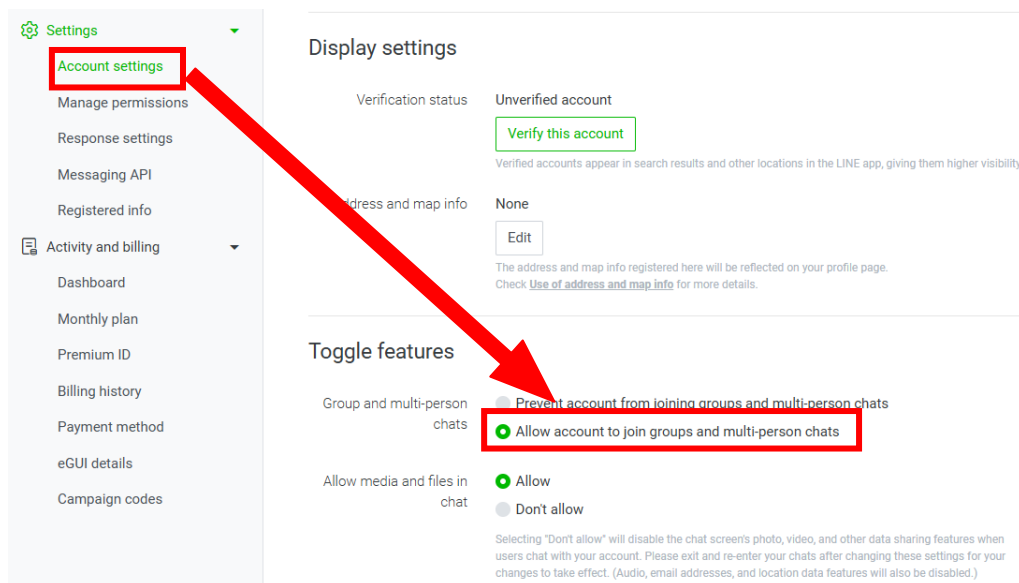 Settings
Account settings
Manage permissions
Response settings
Messaging API
Registered info
Activity and billing
Dashboard
Monthly plan
Premium ID
Billing history
Payment method
eGUI details
Campaign codes
Display settings
Verification status
Unverified account
Verify this account
Verified accounts appear in search results and other locations in the LINE app, giving them higher visibility
ddress and map info
None
Edit
The address and map info registered here will be reflected on your profile page.
Check Use of address and map info for more details.
Toggle features
Group and multi-person
chats
Prevent account from joining groups and multi-person chats
Allow account to join groups and multi-person chats
Allow media and files in
chat
Allow
Don't allow
Selecting "Don't allow" will disable the chat screen's photo, video, and other data sharing features when
users chat with your account. Please exit and re-enter your chats after changing these settings for your
changes to take effect. (Audio, email addresses, and location data features will also be disabled.)